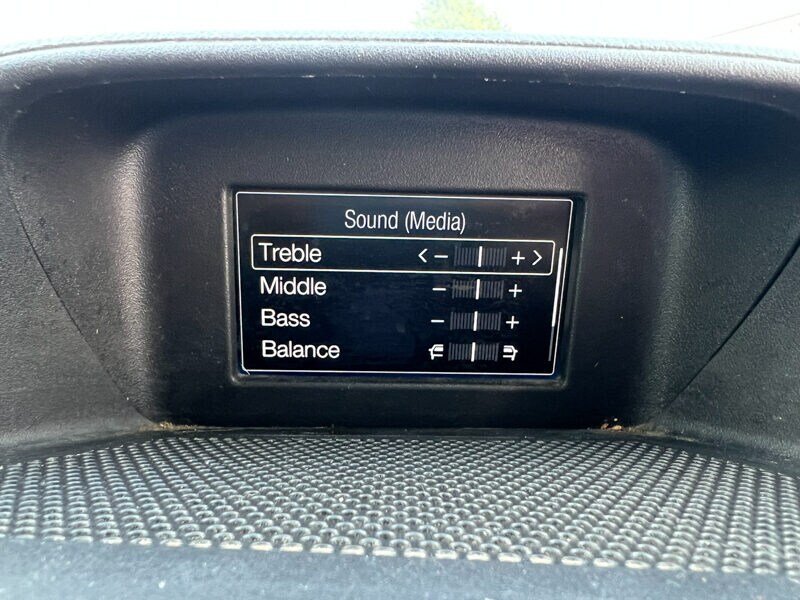 Sound (Media)
Treble < - + >
Middle - +
Bass - +
Balance